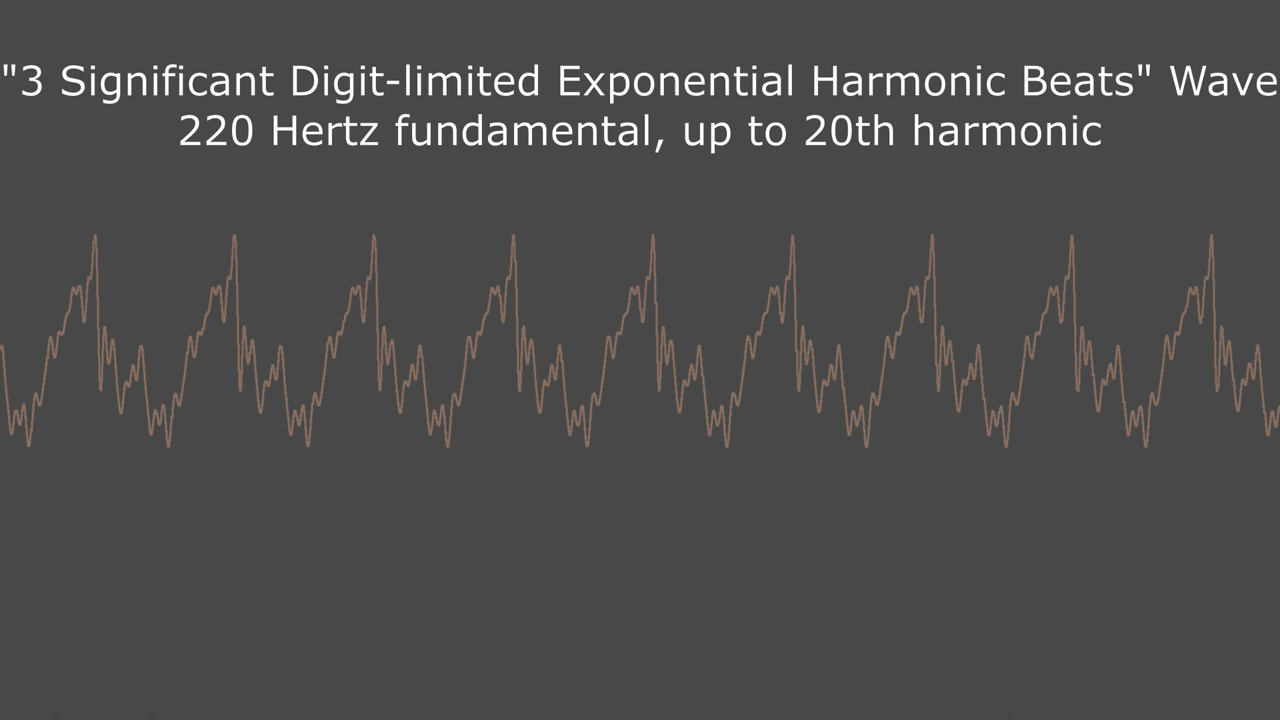 "3 Significant Digit-limited Exponential Harmonic Beats" Wave
220 Hertz fundamental, up to 20th harmonic